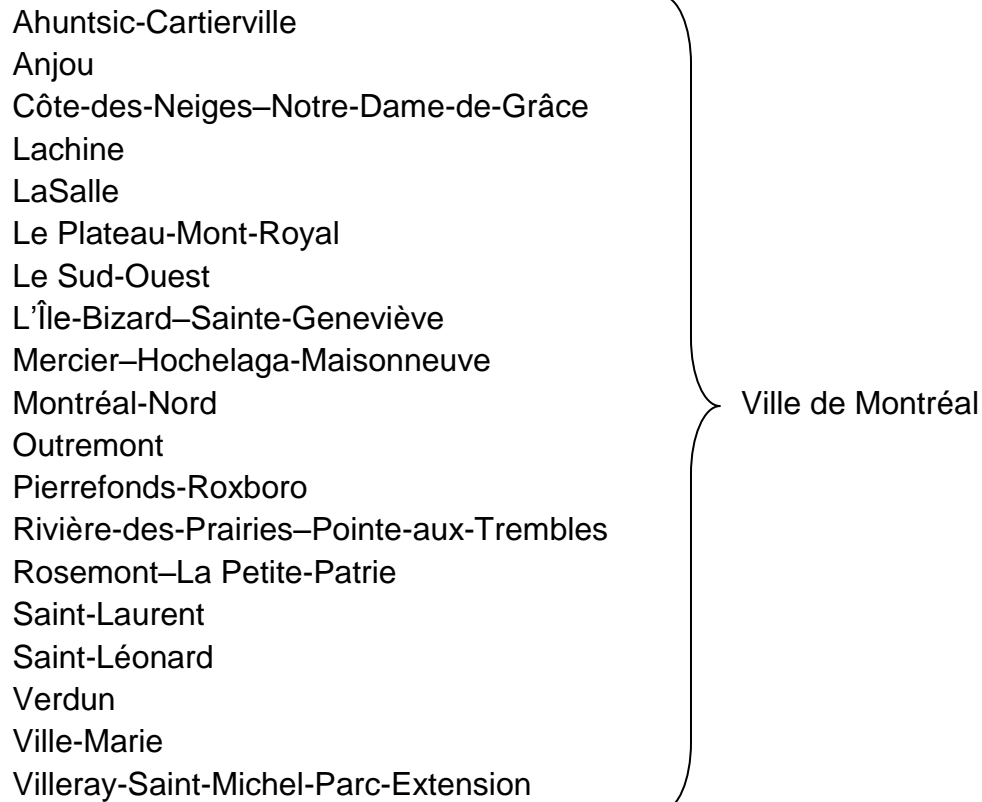 Ahuntsic-Cartierville
Anjou
Côte-des-Neiges–Notre-Dame-de-Grâce
Lachine
LaSalle
Le Plateau-Mont-Royal
Le Sud-Ouest
L’Île-Bizard–Sainte-Geneviève
Mercier–Hochelaga-Maisonneuve
Montréal-Nord
Outremont
Pierrefonds-Roxboro
Rivière-des-Prairies–Pointe-aux-Trembles
Rosemont–La Petite-Patrie
Saint-Laurent
Saint-Léonard
Verdun
Ville-Marie
Villeray-Saint-Michel-Parc-Extension
Ville de Montréal